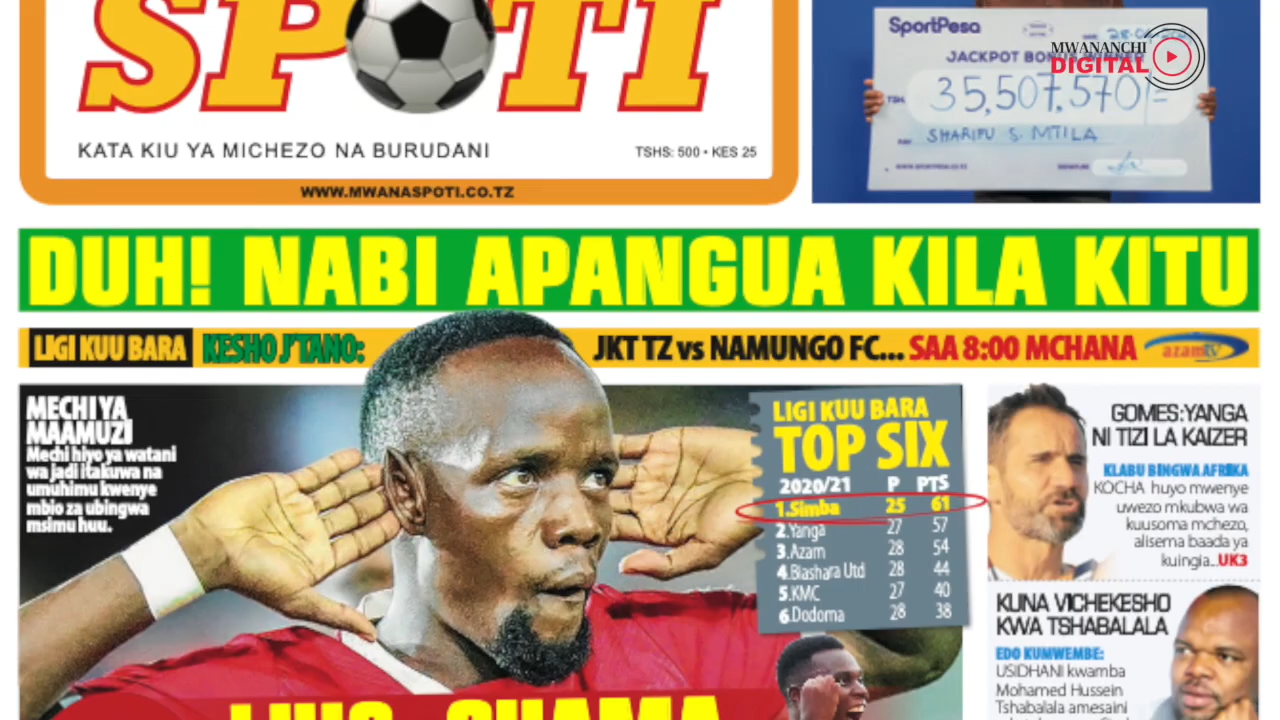 SPOTI
KATA KIU YA MICHEZO NA BURUDANI
TSHS: 500 • KES 25
WWW.MWANASPOTI.CO.TZ
SportPesa
JACKPOT BONUS
35,507,570/=
SHARIFU S. MTILA
WWW.SPORTPESA.CO.TZ
MWANANCHI
DIGITAL
DUH! NABI APANGUA KILA KITU
LIGI KUU BARA KESHO J'TANO: JKT TZ vs NAMUNGO FC... SAA 8:00 MCHANA azamtv
MECHI YA
MAAMUZI
Mechi hiyo ya watani
wa jadi itakuwa na
umuhimu kwenye
mbio za ubingwa
msimu huu.
LIGI KUU BARA
TOP SIX
2020/21 P PTS
1.Simba 25 61
2.Yanga 27 57
3.Azam 28 54
4.Biashara Utd 28 44
5.KMC 27 40
6.Dodoma 28 38
GOMES:YANGA
NI TIZI LA KAIZER
KLABU BINGWA AFRIKA
KOCHA huyo mwenye
uwezo mkubwa wa
kuusoma mchezo,
alisema baada ya
kuingia...UK3
KUNA VICHEKESHO
KWA TSHABALALA
EDO KUMWEMBE:
USIDHANI kwamba
Mohamed Hussein
Tshabalala amesaini